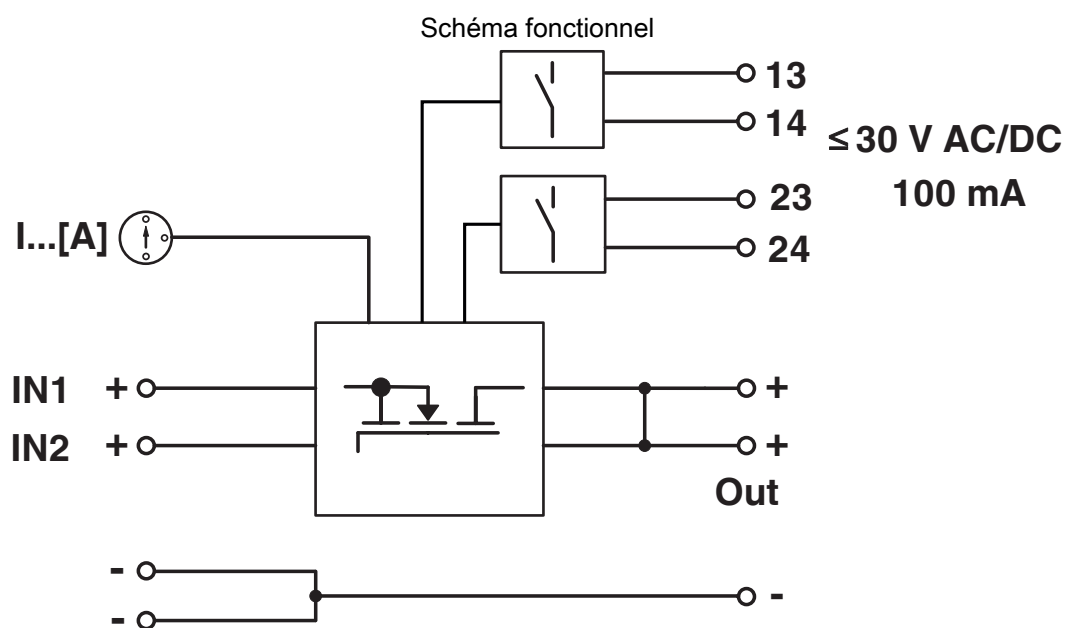 Schéma fonctionnel
13
14
≤ 30 V AC/DC
100 mA
23
24
I...[A]
IN1 +
IN2 +
+
+
Out
-
-
-